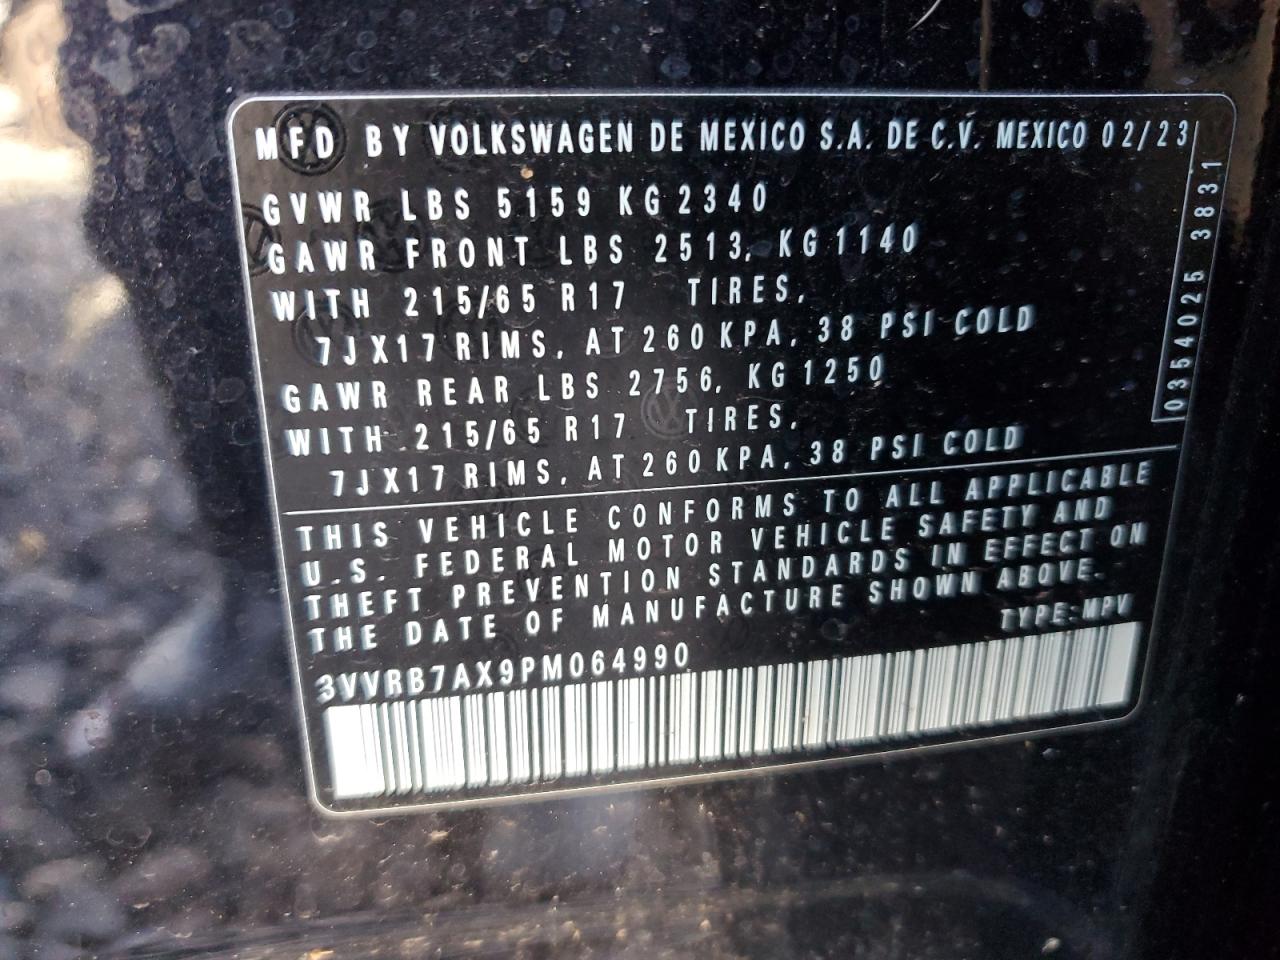 MFD BY VOLKSWAGEN DE MEXICO S.A. DE C.V. MEXICO 02/23
GVWR LBS 5159 KG 2340
GAWR FRONT LBS 2513, KG 1140
WITH 215/65 R17 TIRES,
7JX17 RIMS, AT 260 KPA, 38 PSI COLD
GAWR REAR LBS 2756, KG 1250
WITH 215/65 R17 TIRES,
7JX17 RIMS, AT 260 KPA, 38 PSI COLD
0354025 3831
THIS VEHICLE CONFORMS TO ALL APPLICABLE
U.S. FEDERAL MOTOR VEHICLE SAFETY AND
THEFT PREVENTION STANDARDS IN EFFECT ON
THE DATE OF MANUFACTURE SHOWN ABOVE.
TYPE:MPV
3VVRB7AX9PM064990